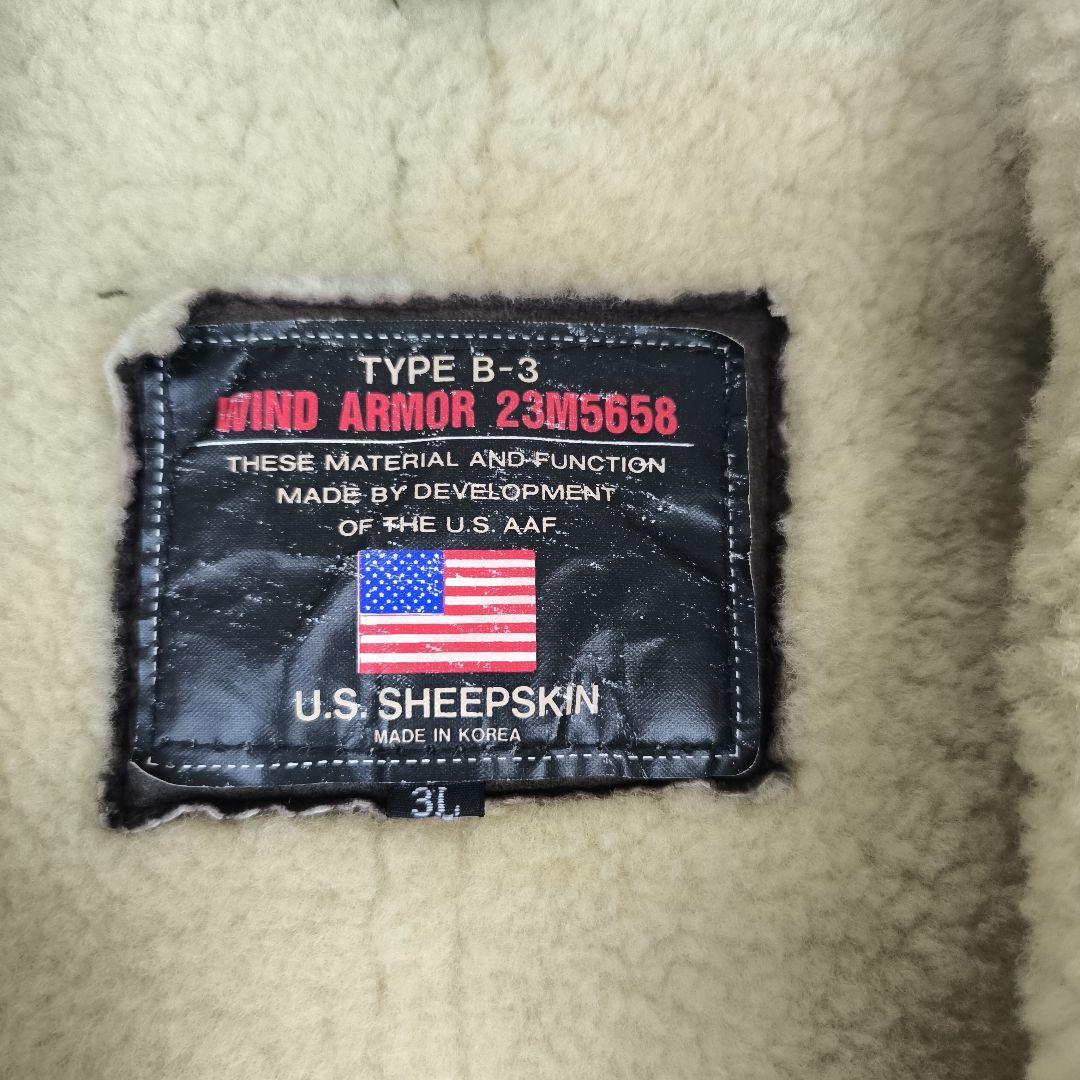 TYPE B-3
WIND ARMOR 23M5658
THESE MATERIAL AND FUNCTION
MADE BY DEVELOPMENT
OF THE U.S. AAF
U.S. SHEEPSKIN
MADE IN KOREA
3L